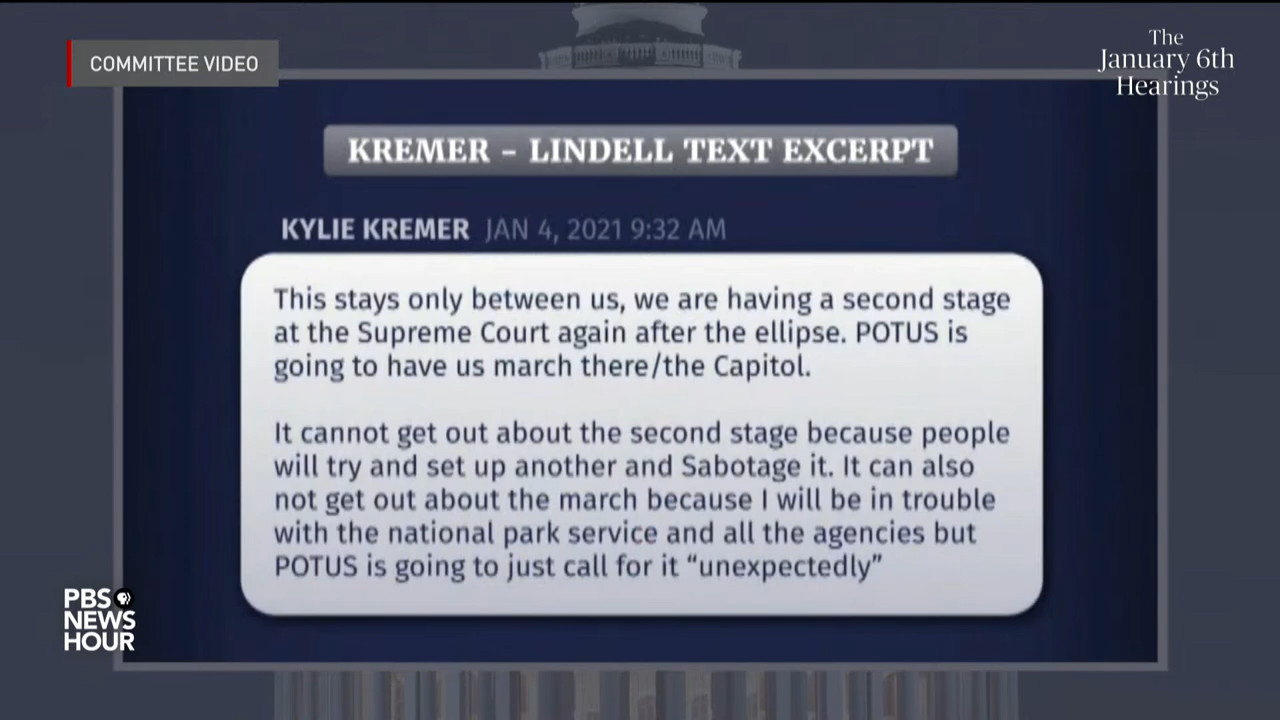 COMMITTEE VIDEO
The
January 6th
Hearings
KREMER – LINDELL TEXT EXCERPT
KYLIE KREMER JAN 4, 2021 9:32 AM
This stays only between us, we are having a second stage
at the Supreme Court again after the ellipse. POTUS is
going to have us march there/the Capitol.
It cannot get out about the second stage because people
will try and set up another and Sabotage it. It can also
not get out about the march because I will be in trouble
with the national park service and all the agencies but
POTUS is going to just call for it “unexpectedly”
PBS
NEWS
HOUR